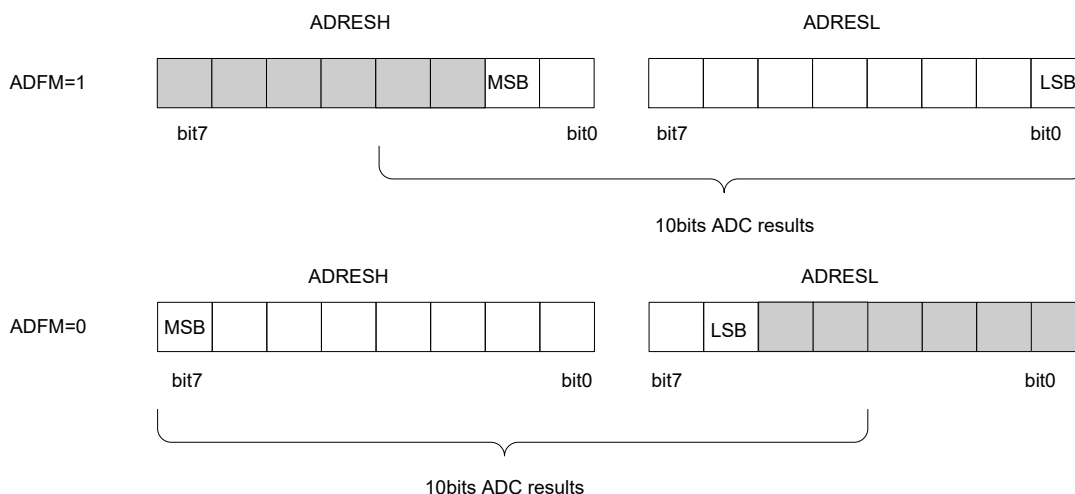 ADRESH ADRESL
ADFM=1 MSB LSB
bit7 bit0 bit7 bit0
10bits ADC results
ADRESH ADRESL
ADFM=0 MSB LSB
bit7 bit0 bit7 bit0
10bits ADC results